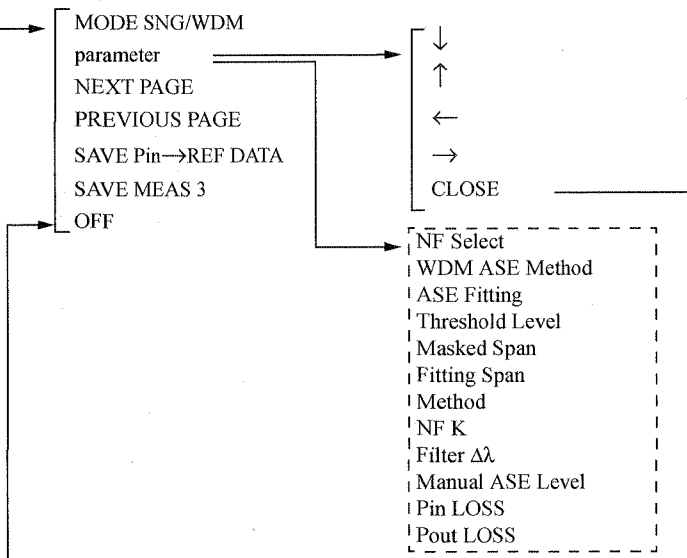 MODE SNG/WDM
parameter
NEXT PAGE
PREVIOUS PAGE
SAVE Pin→REF DATA
SAVE MEAS 3
OFF
↓
↑
←
→
CLOSE
NF Select
WDM ASE Method
ASE Fitting
Threshold Level
Masked Span
Fitting Span
Method
NF K
Filter Δλ
Manual ASE Level
Pin LOSS
Pout LOSS